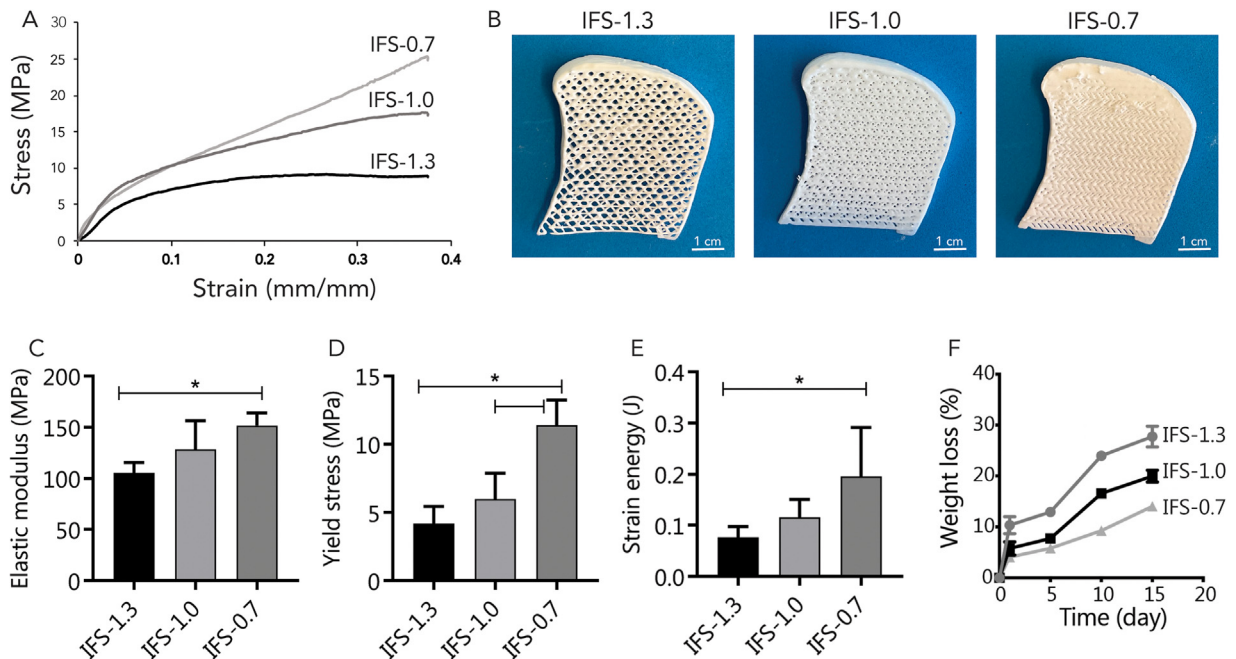 A
30
25
20
15
10
5
0
Stress (MPa)
0
0.1
0.2
0.3
0.4
Strain (mm/mm)
IFS-0.7
IFS-1.0
IFS-1.3
B
IFS-1.3
IFS-1.0
IFS-0.7
1 cm
1 cm
1 cm
C
200
150
100
50
0
Elastic modulus (MPa)
*
IFS-1.3
IFS-1.0
IFS-0.7
D
15
10
5
0
Yield stress (MPa)
*
IFS-1.3
IFS-1.0
IFS-0.7
E
0.4
0.3
0.2
0.1
0.0
Strain energy (J)
*
IFS-1.3
IFS-1.0
IFS-0.7
F
40
30
20
10
0
Weight loss (%)
0
5
10
15
20
Time (day)
IFS-1.3
IFS-1.0
IFS-0.7